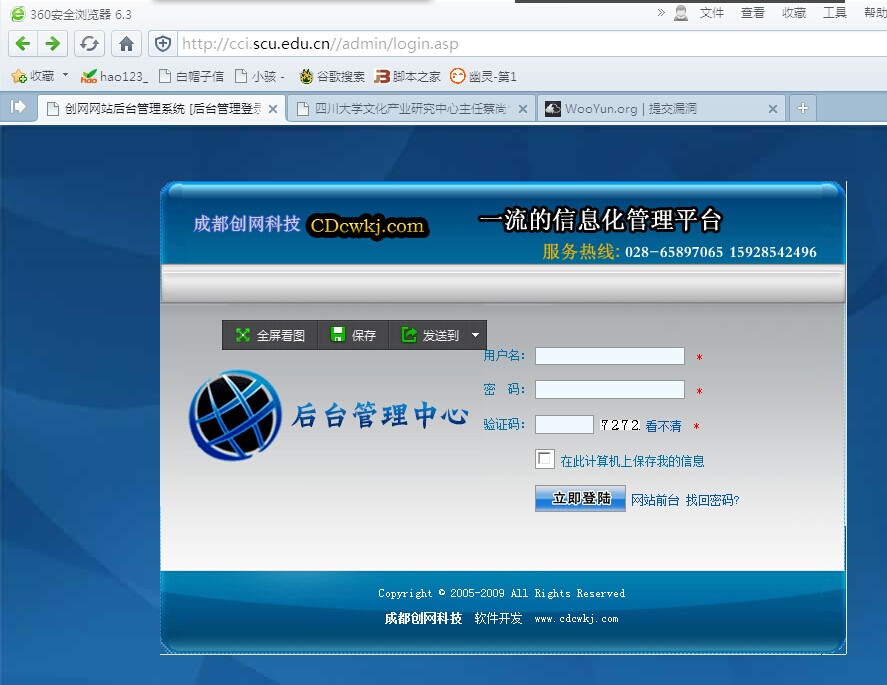 360安全浏览器 6.3
» 文件 查看 收藏 工具 帮助
http://cci.scu.edu.cn//admin/login.asp
收藏 hao123_ 白帽子信 小孩 - 谷歌搜索 脚本之家 幽灵-第1
创网网站后台管理系统 [后台管理登录 四川大学文化产业研究中心主任蔡尚 WooYun.org | 提交漏洞
成都创网科技 CDcwkj.com 一流的信息化管理平台
服务热线: 028-65897065 15928542496
全屏看图 保存 发送到
用户名: *
密 码: *
后台管理中心
验证码: 7272 看不清 *
在此计算机上保存我的信息
立即登陆 网站前台 找回密码?
Copyright © 2005-2009 All Rights Reserved
成都创网科技 软件开发 www.cdcwkj.com